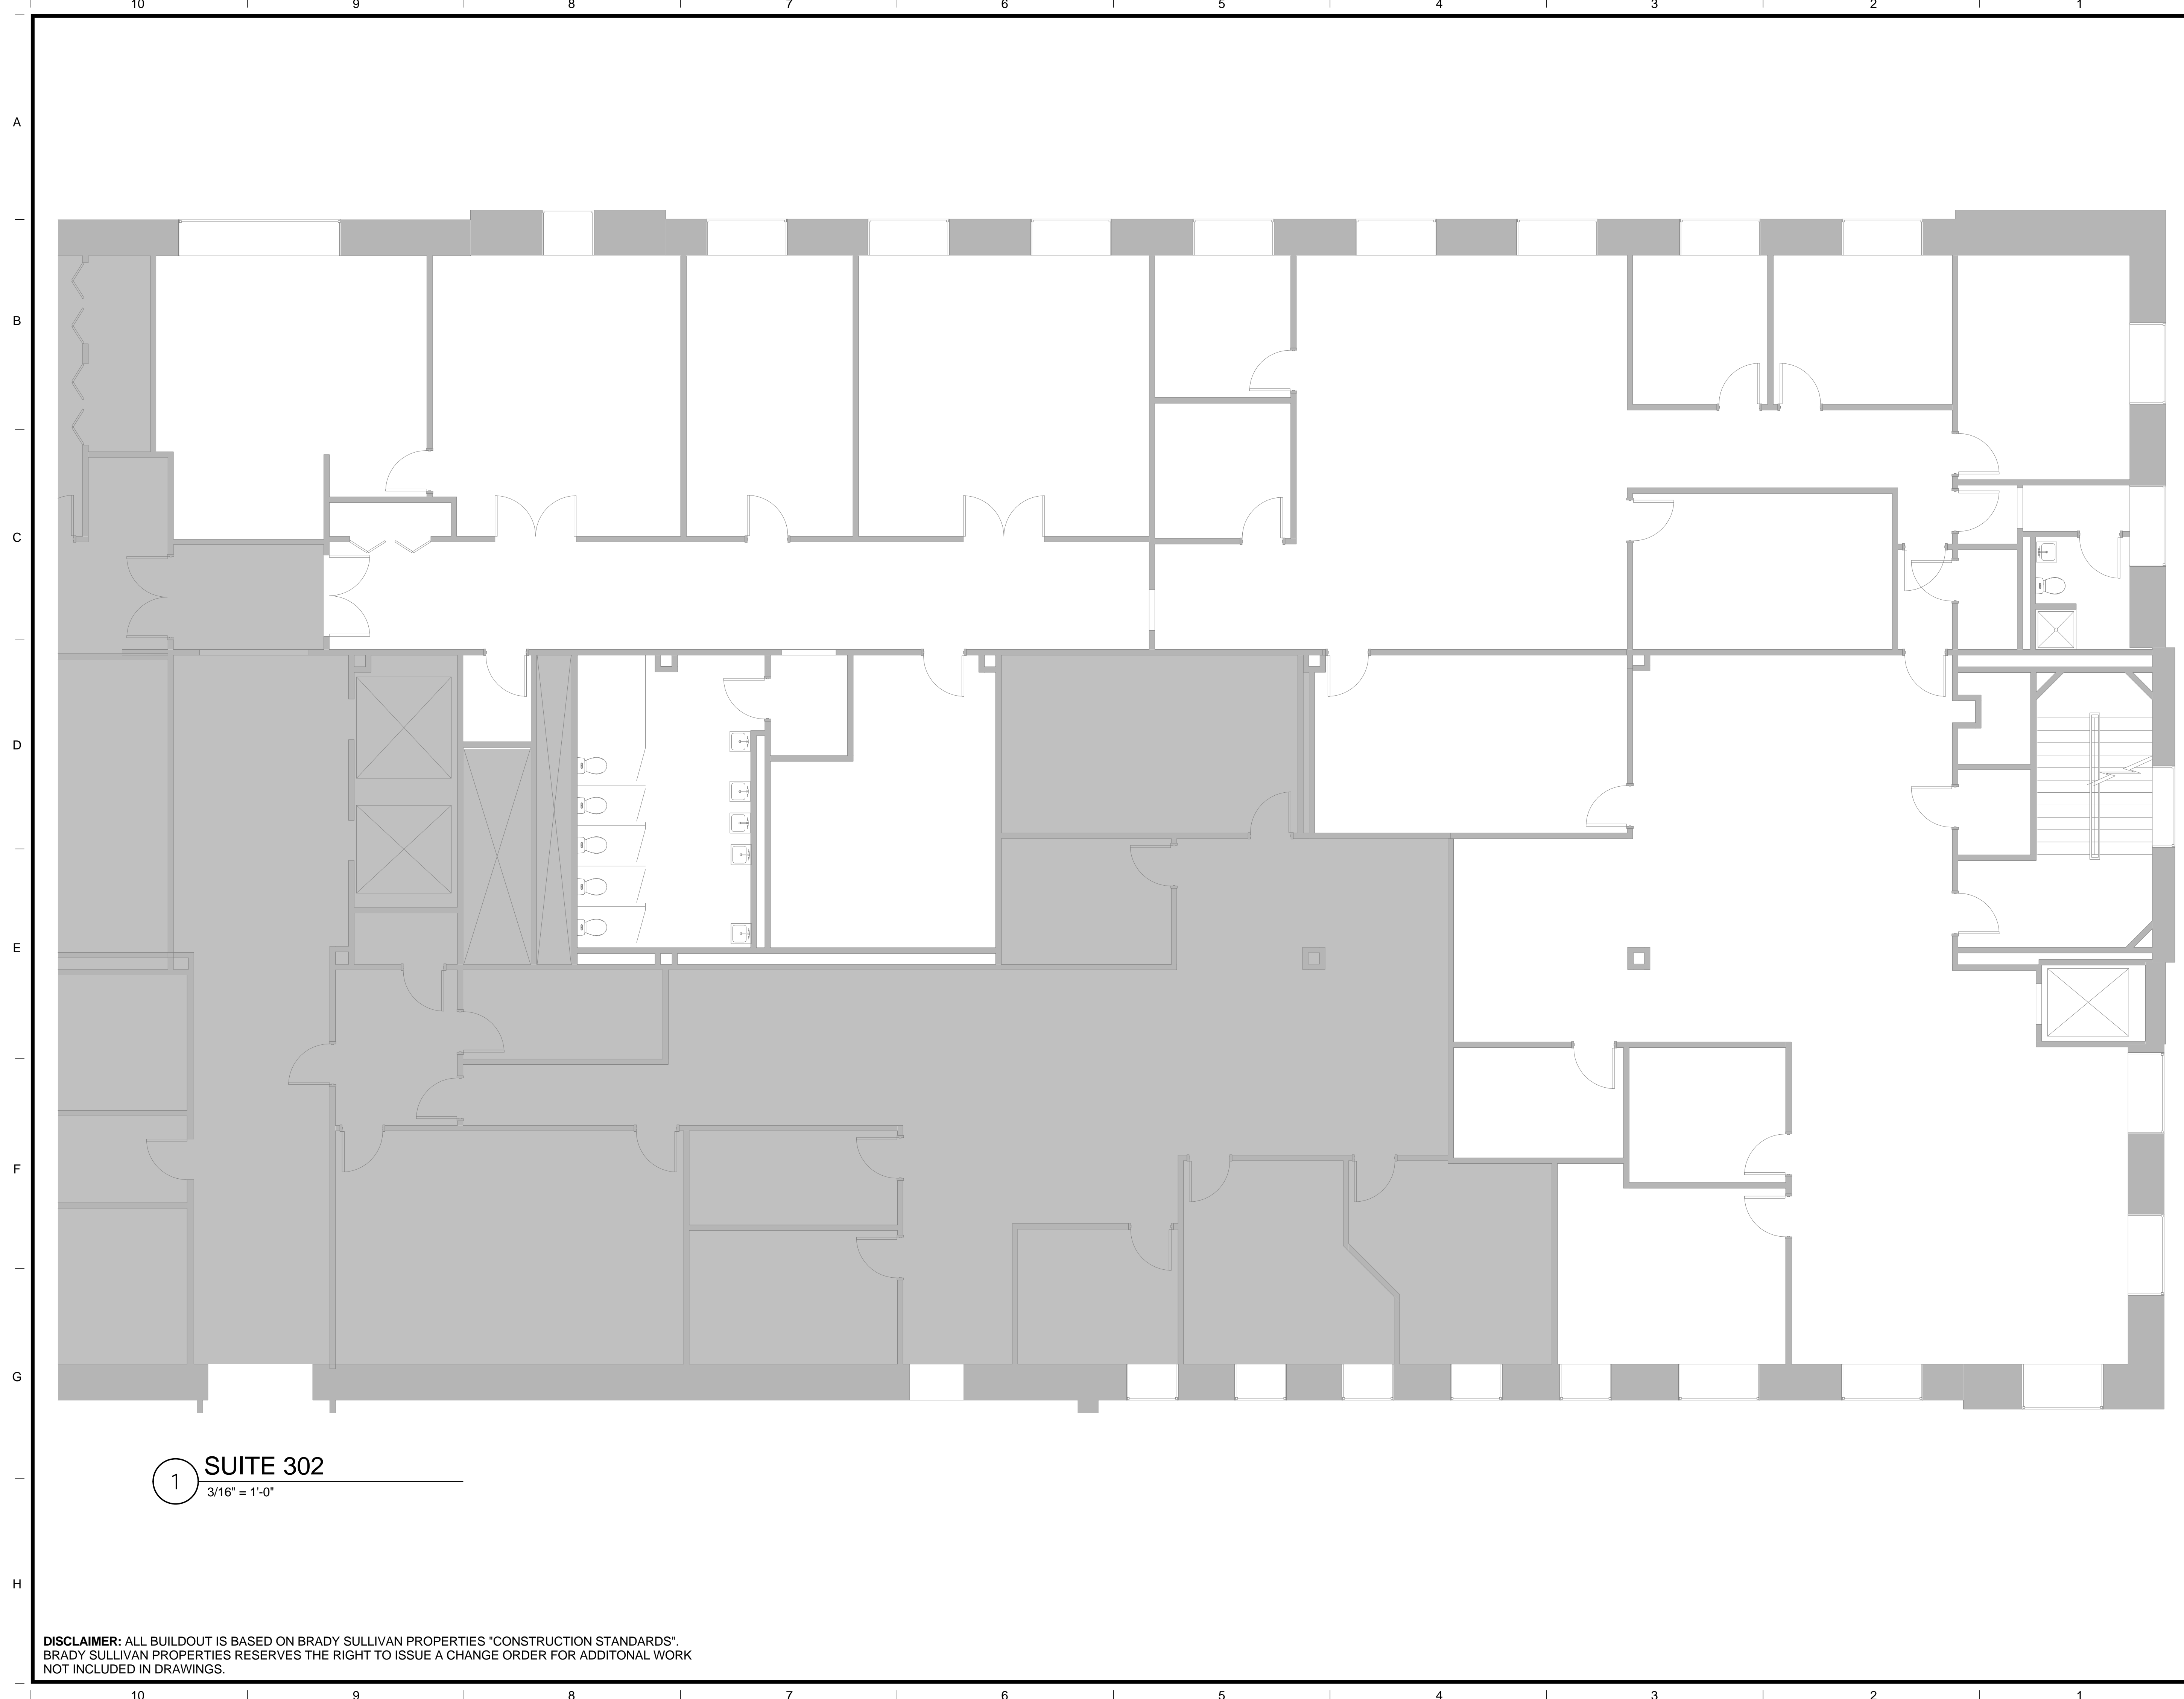 10 9 8 7 6 5 4 3 2 1
A
B
C
D
E
F
G
1 SUITE 302
3/16" = 1'-0"
H
DISCLAIMER: ALL BUILDOUT IS BASED ON BRADY SULLIVAN PROPERTIES "CONSTRUCTION STANDARDS".
BRADY SULLIVAN PROPERTIES RESERVES THE RIGHT TO ISSUE A CHANGE ORDER FOR ADDITONAL WORK
NOT INCLUDED IN DRAWINGS.
10 9 8 7 6 5 4 3 2 1